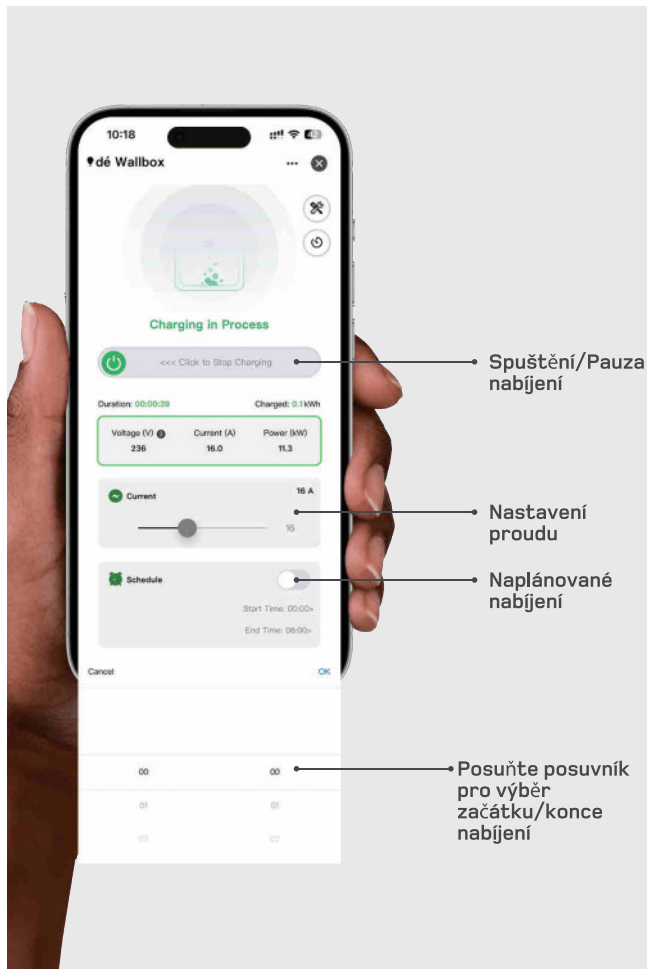 10:18
42
dé Wallbox
Charging in Process
<<< Click to Stop Charging
Duration: 00:00:39
Charged: 0.1 kWh
Voltage (V)
Current (A)
Power (kW)
236
16.0
11.3
Current
16 A
16
Schedule
Start Time: 00:00>
End Time: 08:00>
Cancel
OK
00
00
01
01
02
02
Spuštění/Pauza
nabíjení
Nastavení
proudu
Naplánované
nabíjení
Posuňte posuvník
pro výběr
začátku/konce
nabíjení